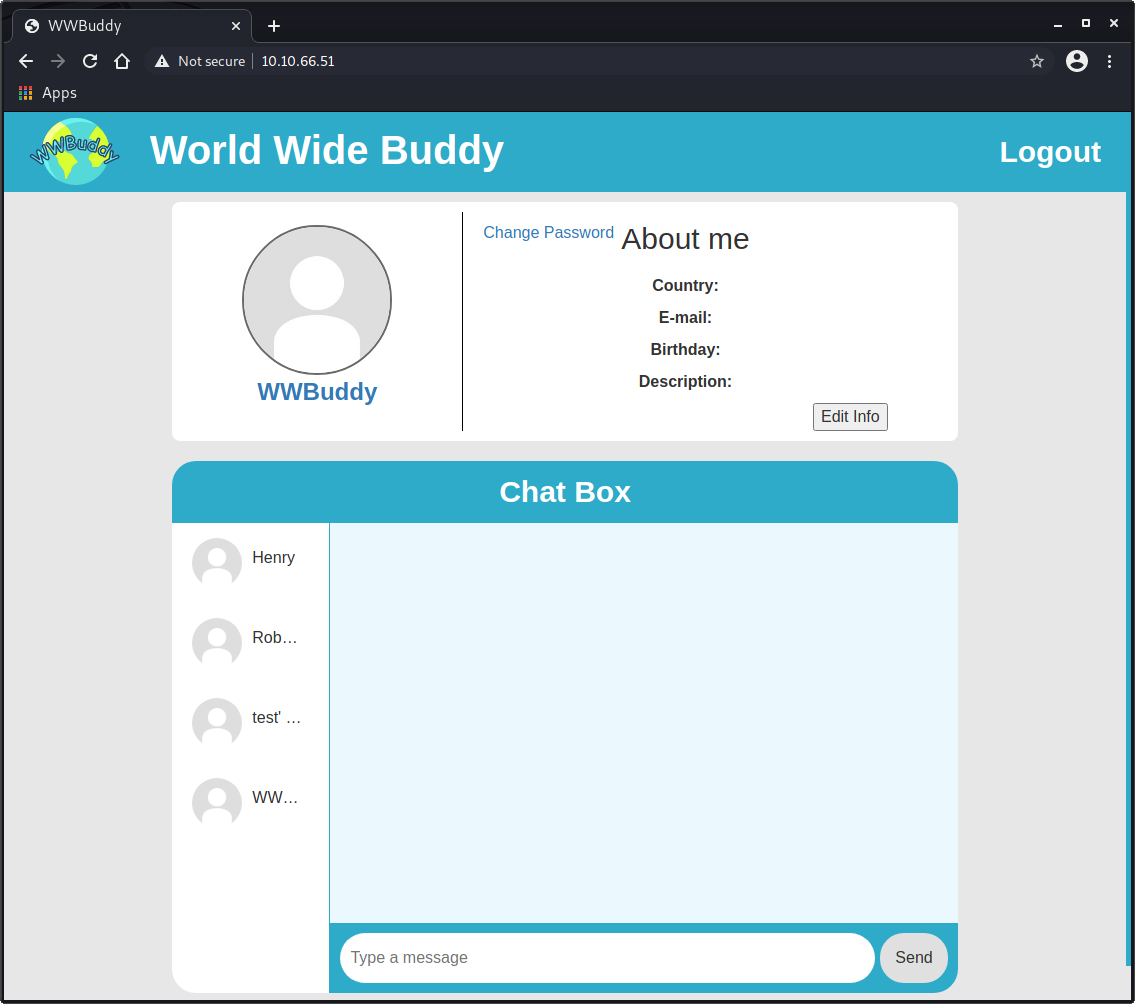 WWBuddy
Not secure 10.10.66.51
Apps
WWBuddy World Wide Buddy Logout
Change Password About me
Country:
E-mail:
Birthday:
Description:
WWBuddy
Edit Info
Chat Box
Henry
Rob…
test' …
WW…
Type a message Send